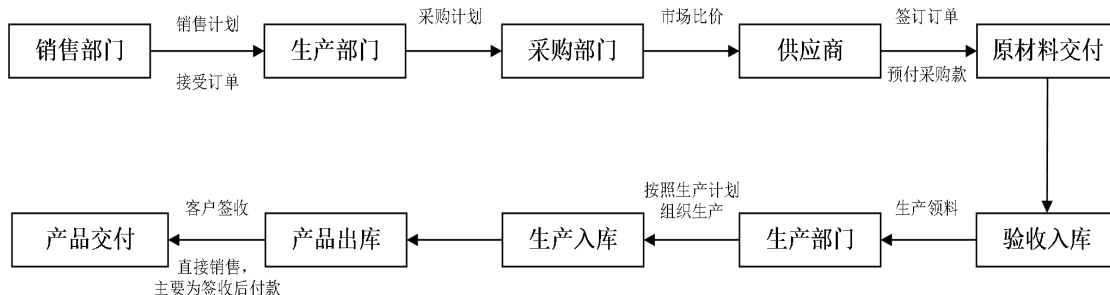 销售部门
销售计划
接受订单
生产部门
采购计划
采购部门
市场比价
供应商
签订订单
预付采购款
原材料交付
产品交付
客户签收
直接销售，
主要为签收后付款
产品出库
生产入库
按照生产计划
组织生产
生产部门
生产领料
验收入库